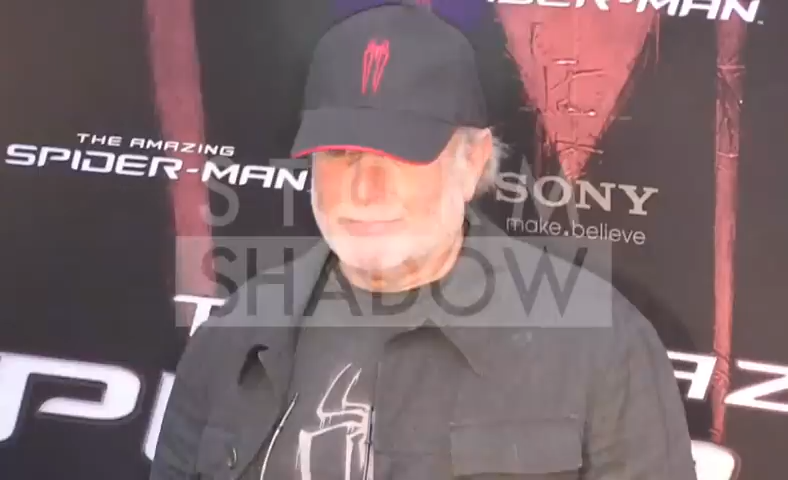 SPIDER-MAN
THE AMAZING
SPIDER-MAN
SONY
make.believe
STORM
SHADOW